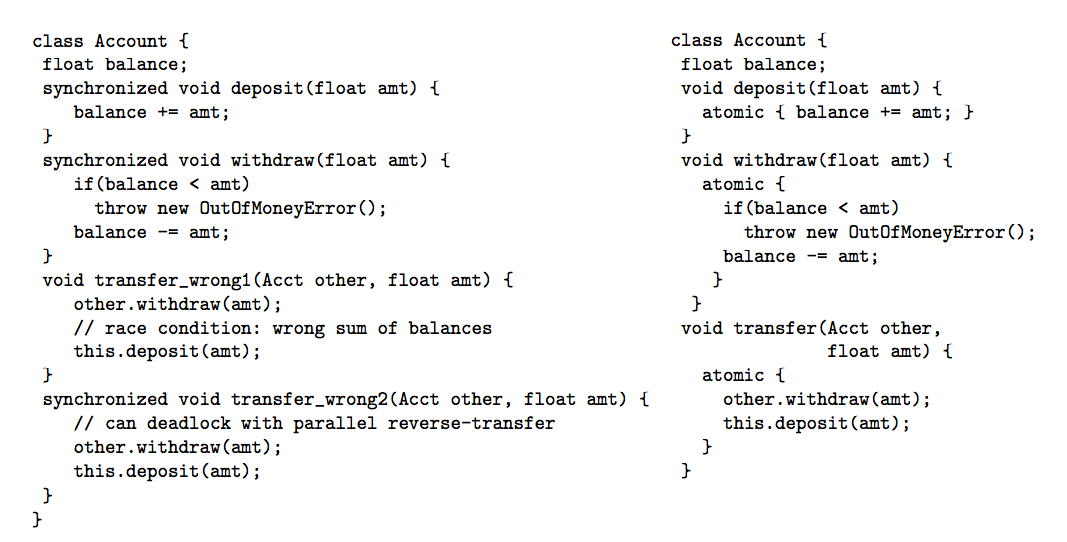 class Account {
float balance;
synchronized void deposit(float amt) {
balance += amt;
}
synchronized void withdraw(float amt) {
if(balance < amt)
throw new OutOfMoneyError();
balance -= amt;
}
void transfer_wrong1(Acct other, float amt) {
other.withdraw(amt);
// race condition: wrong sum of balances
this.deposit(amt);
}
synchronized void transfer_wrong2(Acct other, float amt) {
// can deadlock with parallel reverse-transfer
other.withdraw(amt);
this.deposit(amt);
}
}
class Account {
float balance;
void deposit(float amt) {
atomic { balance += amt; }
}
void withdraw(float amt) {
atomic {
if(balance < amt)
throw new OutOfMoneyError();
balance -= amt;
}
}
void transfer(Acct other,
float amt) {
atomic {
other.withdraw(amt);
this.deposit(amt);
}
}